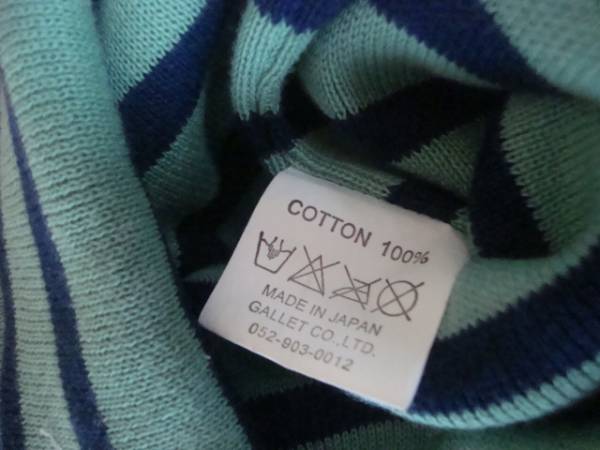 COTTON 100%
MADE IN JAPAN
GALLET CO.,LTD.
052-903-0012